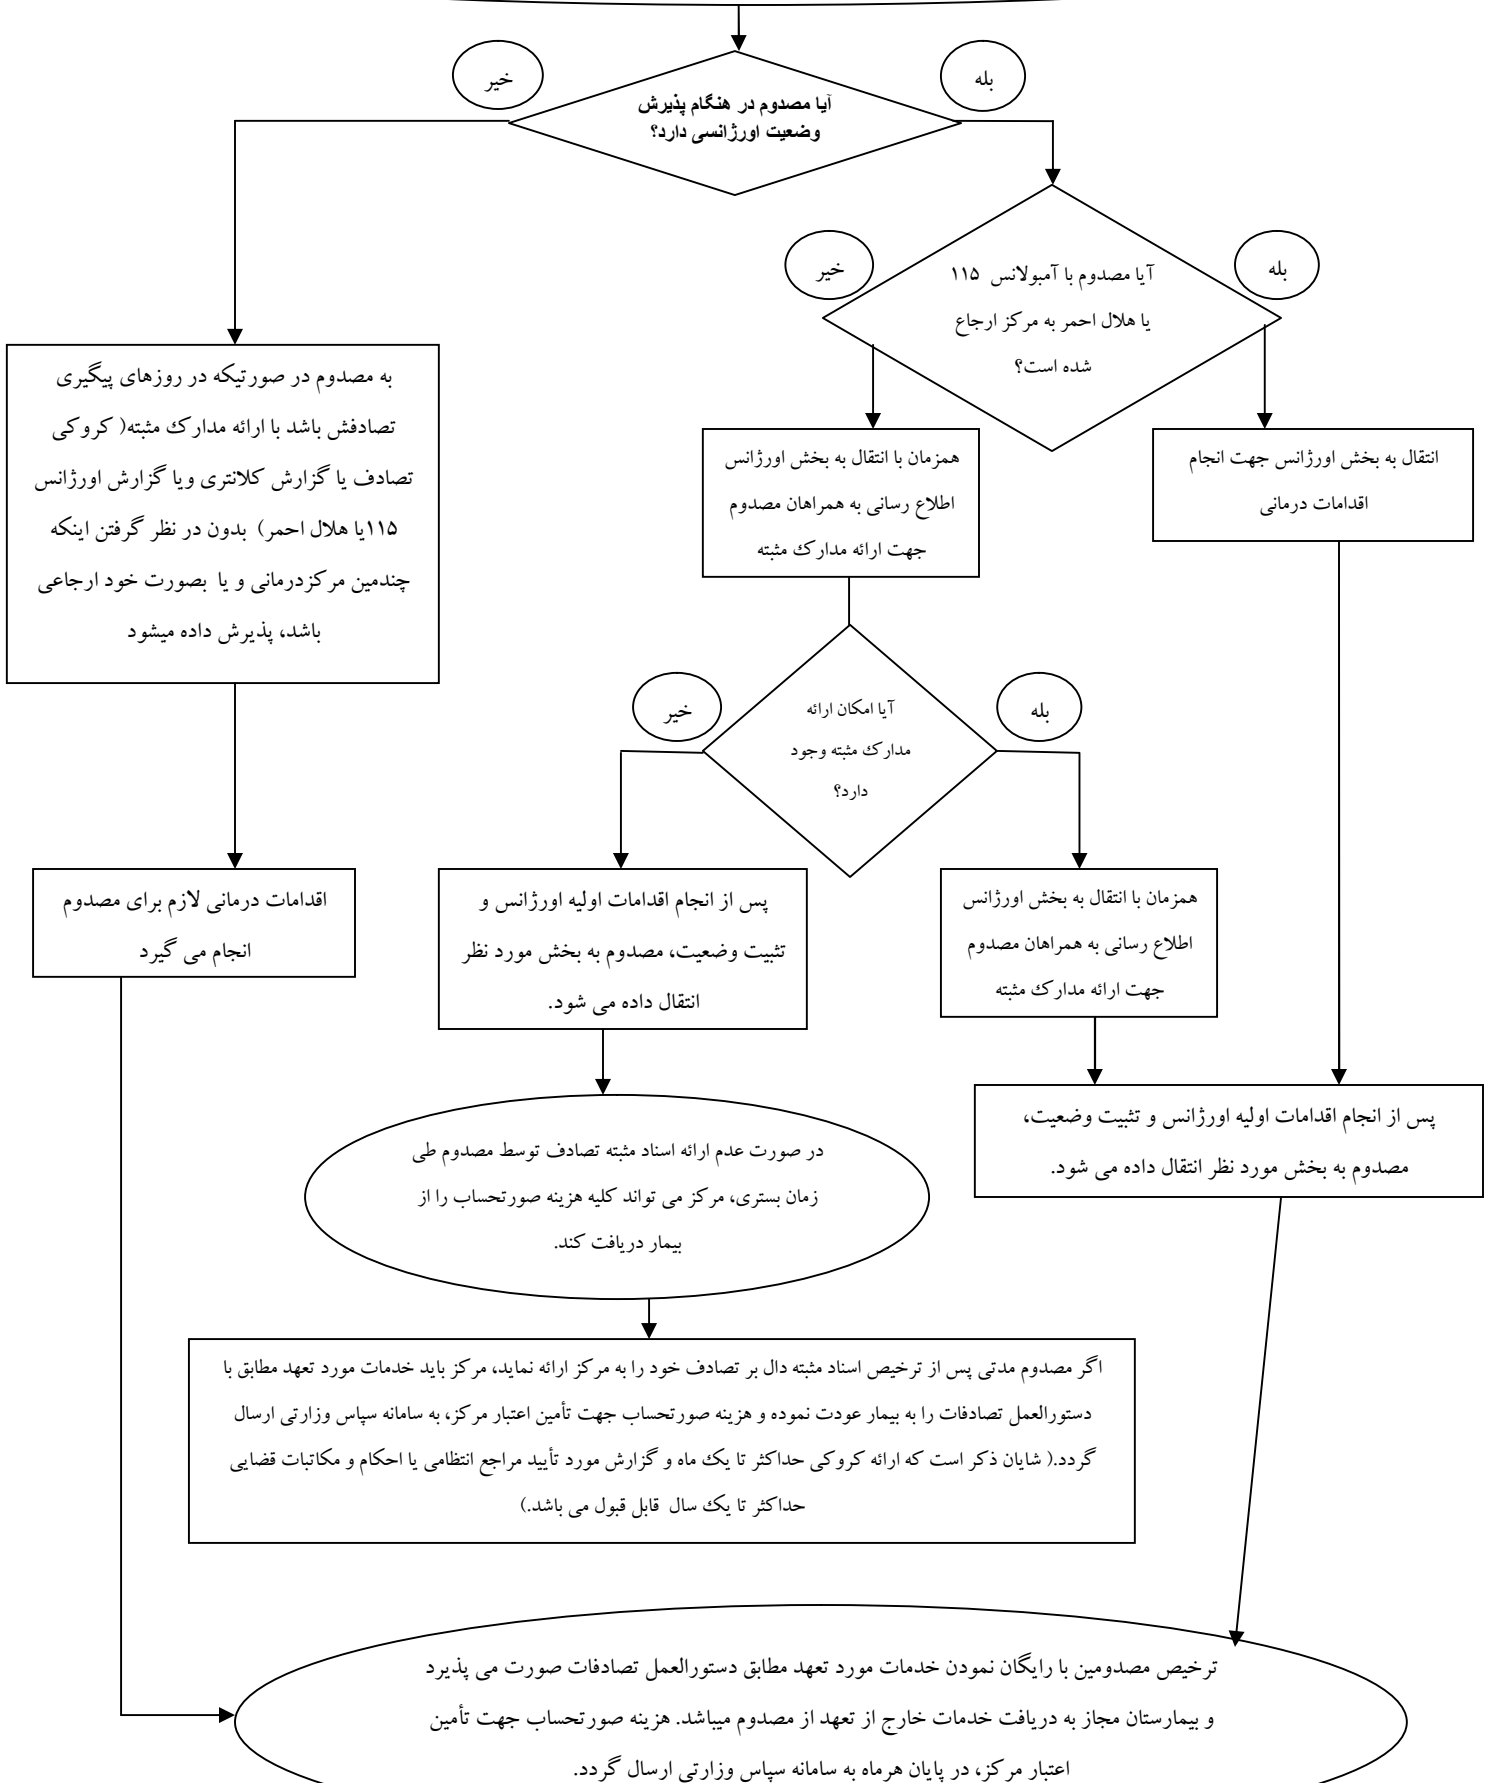 خیر
بله
آیا مصدوم در هنگام پذیرش
وضعیت اورژانسی دارد؟
خیر
بله
آیا مصدوم با آمبولانس ۱۱۵
یا هلال احمر به مرکز ارجاع
شده است؟
به مصدوم در صورتیکه در روزهای پیگیری
تصادفش باشد با ارائه مدارک مثبته( کروکی
تصادف یا گزارش کلانتری ویا گزارش اورژانس
۱۱۵یا هلال احمر) بدون در نظر گرفتن اینکه
چندمین مرکزدرمانی و یا بصورت خود ارجاعی
باشد، پذیرش داده میشود
همزمان با انتقال به بخش اورژانس
اطلاع رسانی به همراهان مصدوم
جهت ارائه مدارک مثبته
انتقال به بخش اورژانس جهت انجام
اقدامات درمانی
خیر
بله
آیا امکان ارائه
مدارک مثبته وجود
دارد؟
اقدامات درمانی لازم برای مصدوم
انجام می گیرد
پس از انجام اقدامات اولیه اورژانس و
تثبیت وضعیت، مصدوم به بخش مورد نظر
انتقال داده می شود.
همزمان با انتقال به بخش اورژانس
اطلاع رسانی به همراهان مصدوم
جهت ارائه مدارک مثبته
پس از انجام اقدامات اولیه اورژانس و تثبیت وضعیت،
مصدوم به بخش مورد نظر انتقال داده می شود.
در صورت عدم ارائه اسناد مثبته تصادف توسط مصدوم طی
زمان بستری، مرکز می تواند کلیه هزینه صورتحساب را از
بیمار دریافت کند.
اگر مصدوم مدتی پس از ترخیص اسناد مثبته دال بر تصادف خود را به مرکز ارائه نماید، مرکز باید خدمات مورد تعهد مطابق با
دستورالعمل تصادفات را به بیمار عودت نموده و هزینه صورتحساب جهت تأمین اعتبار مرکز، به سامانه سپاس وزارتی ارسال
گردد.( شایان ذکر است که ارائه کروکی حداکثر تا یک ماه و گزارش مورد تأیید مراجع انتظامی یا احکام و مکاتبات قضایی
حداکثر تا یک سال قابل قبول می باشد.)
ترخیص مصدومین با رایگان نمودن خدمات مورد تعهد مطابق دستورالعمل تصادفات صورت می پذیرد
و بیمارستان مجاز به دریافت خدمات خارج از تعهد از مصدوم میباشد. هزینه صورتحساب جهت تأمین
اعتبار مرکز، در پایان هرماه به سامانه سپاس وزارتی ارسال گردد.